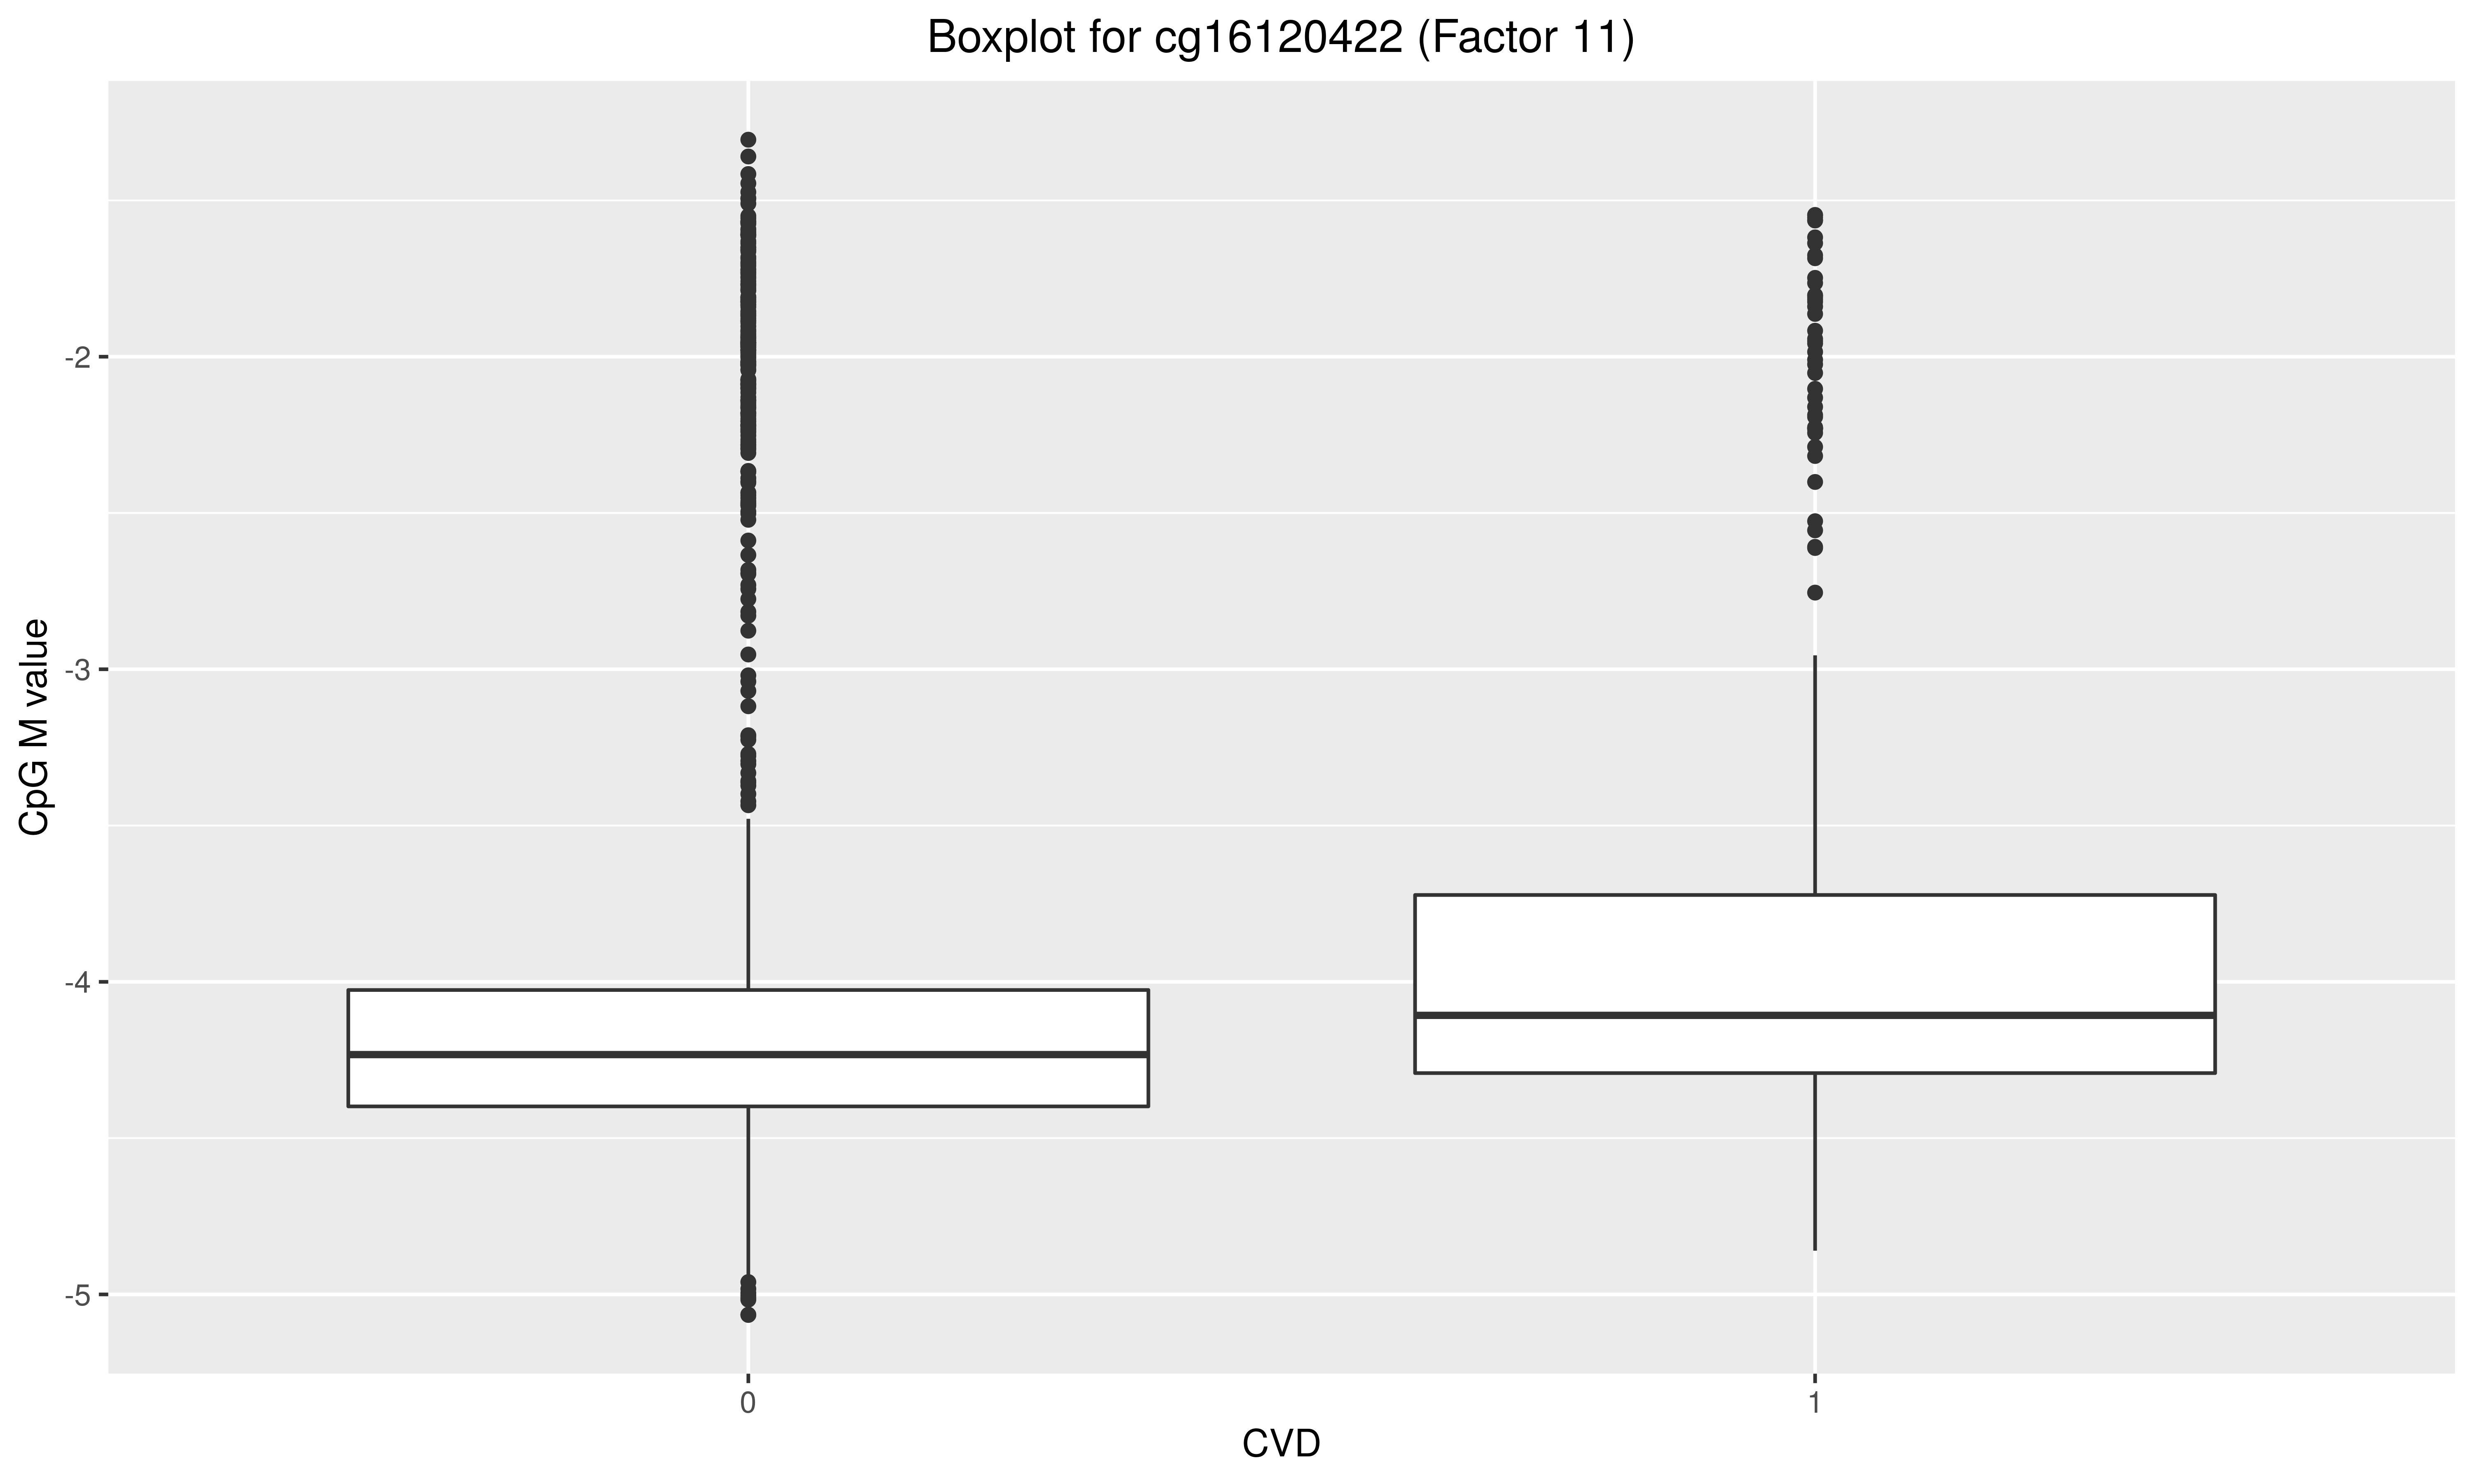 Boxplot for cg16120422 (Factor 11)
CpG M value
-2
-3
-4
-5
0
1
CVD